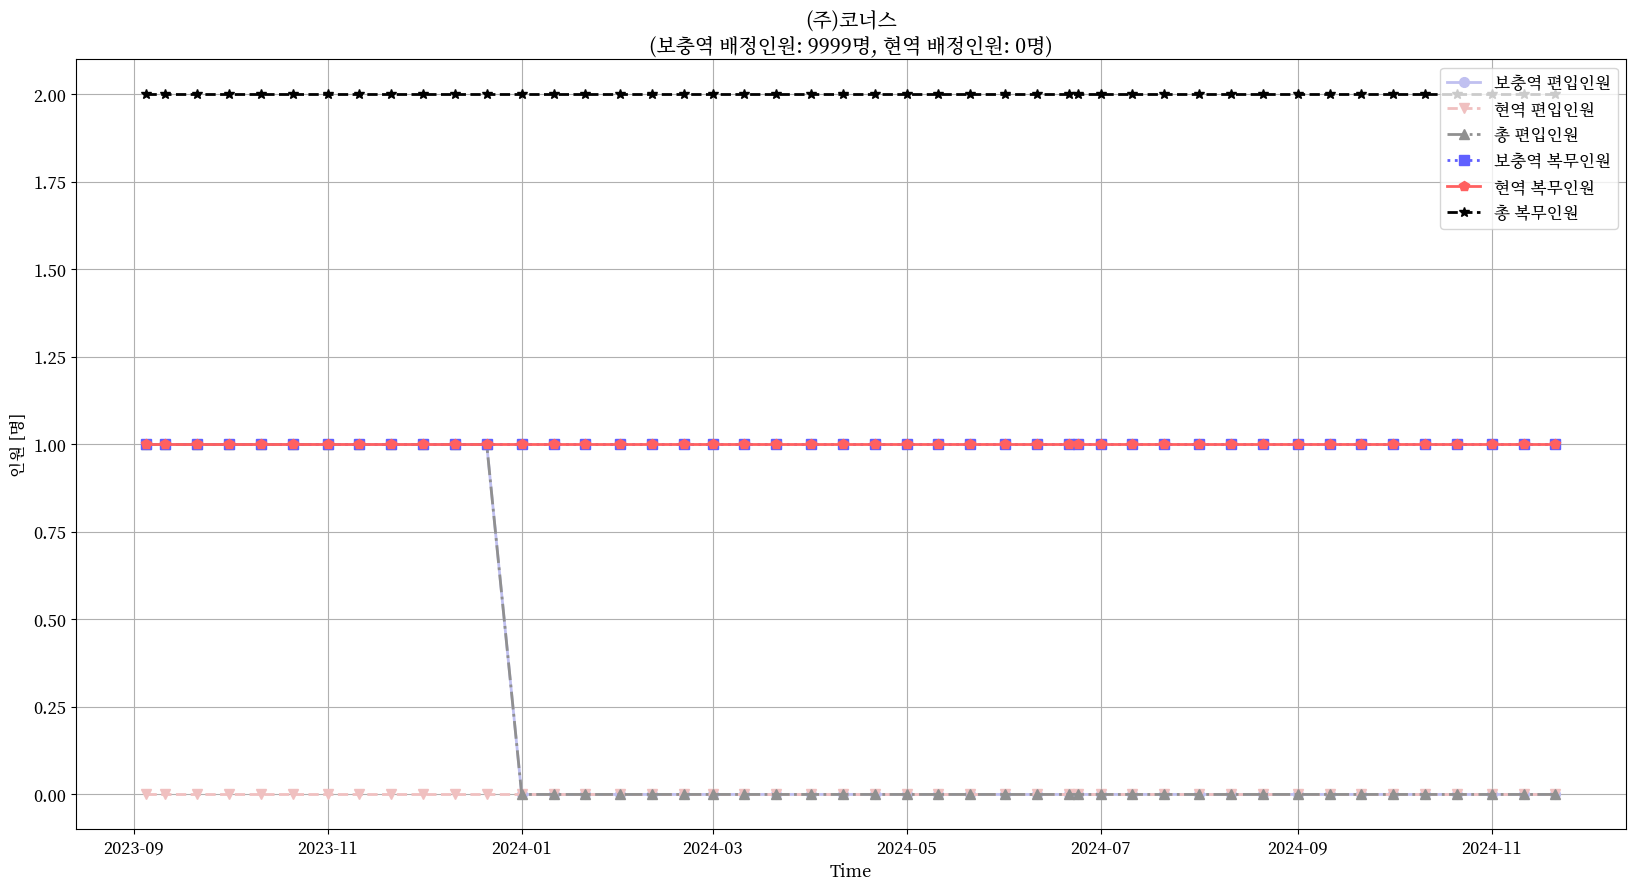 (주)코너스
(보충역 배정인원: 9999명, 현역 배정인원: 0명)
보충역 편입인원
현역 편입인원
총 편입인원
보충역 복무인원
현역 복무인원
총 복무인원
인원 [명]
2.00
1.75
1.50
1.25
1.00
0.75
0.50
0.25
0.00
2023-09 2023-11 2024-01 2024-03 2024-05 2024-07 2024-09 2024-11
Time